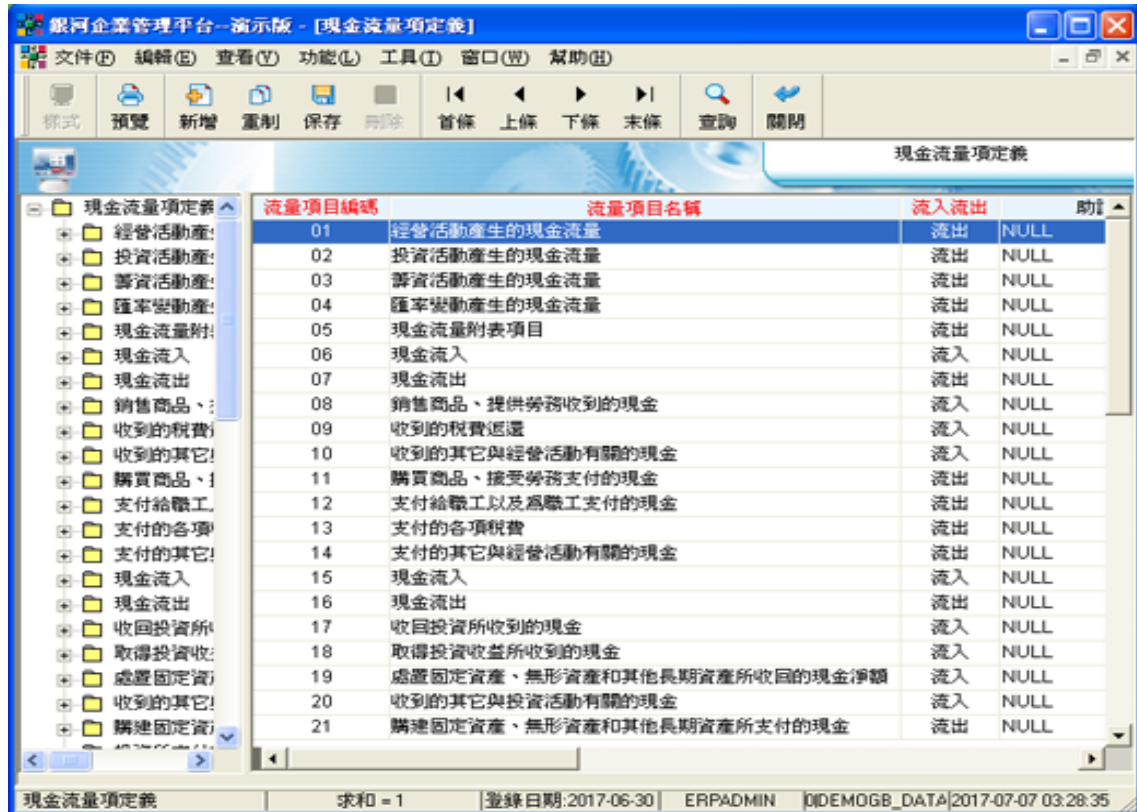 銀河企業管理平台--演示版 - [現金流量項定義]
文件(F) 編輯(E) 查看(V) 功能(L) 工具(T) 窗口(W) 幫助(H)
樣式 預覽 新增 重制 保存 刪除 首條 上條 下條 末條 查詢 關閉
現金流量項定義
現金流量項定義
經營活動產
投資活動產
籌資活動產
匯率變動產
現金流量附
現金流入
現金流出
銷售商品、
收到的稅費
收到的其它
購買商品、
支付給職工
支付的各項
支付的其它
現金流入
現金流出
收回投資所
取得投資收
處置固定資
收到的其它
購建固定資
流量項目編碼 流量項目名稱 流入流出 助
01 經營活動產生的現金流量 流出 NULL
02 投資活動產生的現金流量 流出 NULL
03 籌資活動產生的現金流量 流出 NULL
04 匯率變動產生的現金流量 流出 NULL
05 現金流量附表項目 流出 NULL
06 現金流入 流入 NULL
07 現金流出 流出 NULL
08 銷售商品、提供勞務收到的現金 流入 NULL
09 收到的稅費返還 流入 NULL
10 收到的其它與經營活動有關的現金 流入 NULL
11 購買商品、接受勞務支付的現金 流出 NULL
12 支付給職工以及為職工支付的現金 流出 NULL
13 支付的各項稅費 流出 NULL
14 支付的其它與經營活動有關的現金 流出 NULL
15 現金流入 流入 NULL
16 現金流出 流出 NULL
17 收回投資所收到的現金 流入 NULL
18 取得投資收益所收到的現金 流入 NULL
19 處置固定資產、無形資產和其他長期資產所收回的現金淨額 流入 NULL
20 收到的其它與投資活動有關的現金 流入 NULL
21 購建固定資產、無形資產和其他長期資產所支付的現金 流出 NULL
現金流量項定義 求和 = 1 登錄日期:2017-06-30 ERPADMIN 0|DEMOGB_DATA 2017-07-07 03:28:35